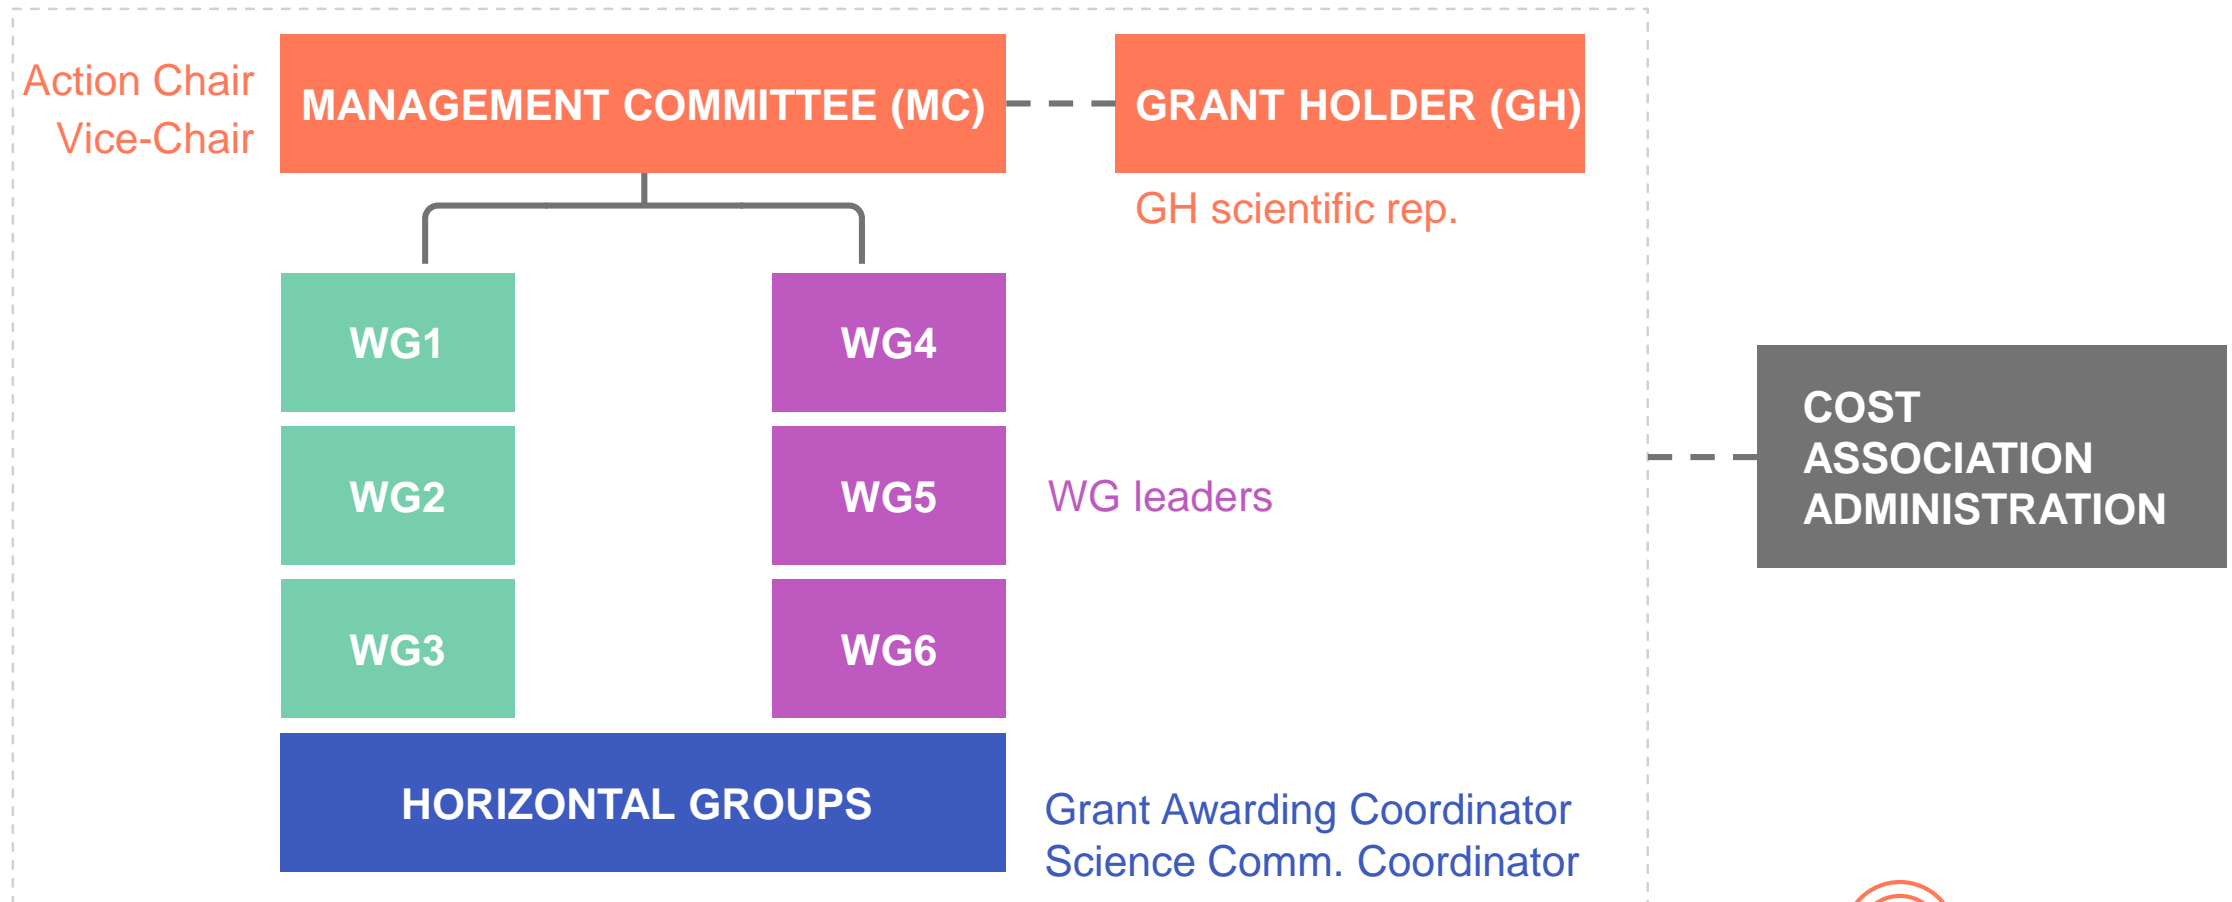 Action Chair
Vice-Chair
MANAGEMENT COMMITTEE (MC)
GRANT HOLDER (GH)
GH scientific rep.
WG1
WG4
WG2
WG5
WG leaders
WG3
WG6
HORIZONTAL GROUPS
Grant Awarding Coordinator
Science Comm. Coordinator
COST
ASSOCIATION
ADMINISTRATION